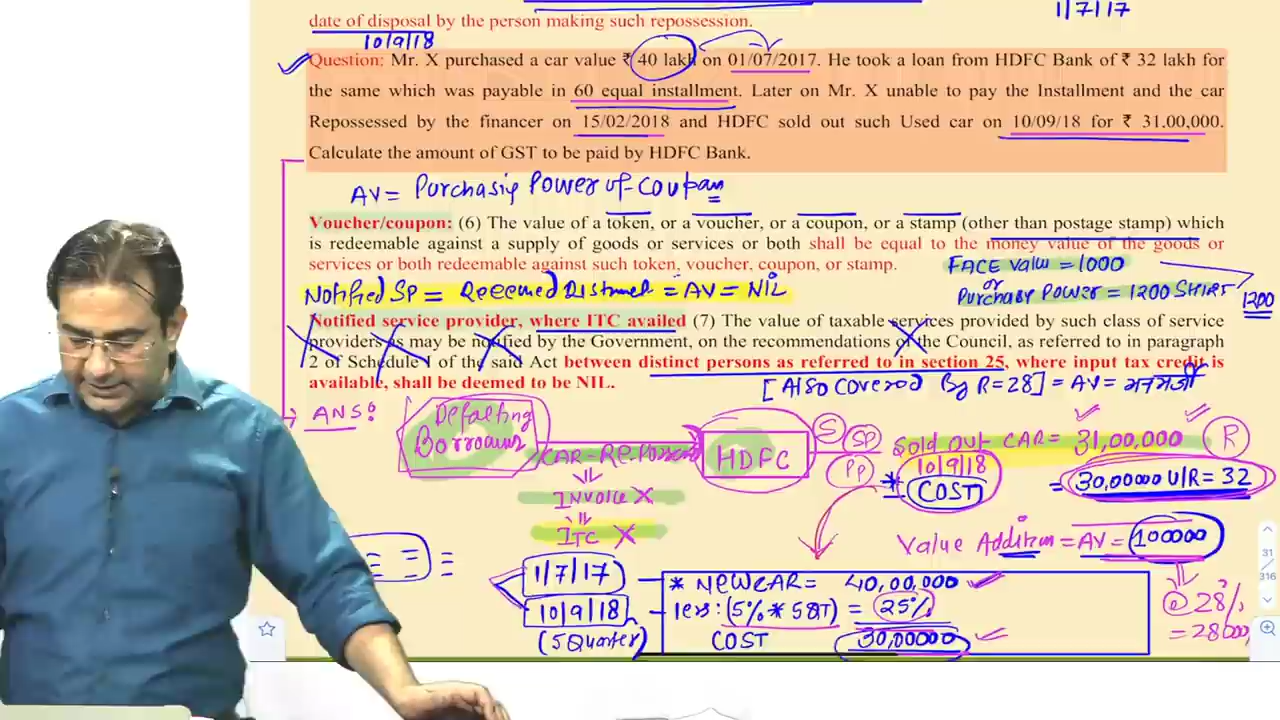 date of disposal by the person making such repossession.
1/7/17
10/9/18
Question: Mr. X purchased a car value ₹ 40 lakh on 01/07/2017. He took a loan from HDFC Bank of ₹ 32 lakh for
the same which was payable in 60 equal installment. Later on Mr. X unable to pay the Installment and the car
Repossessed by the financer on 15/02/2018 and HDFC sold out such Used car on 10/09/18 for ₹ 31,00,000.
Calculate the amount of GST to be paid by HDFC Bank.
AV = Purchasing Power of Coupan
Voucher/coupon: (6) The value of a token, or a voucher, or a coupon, or a stamp (other than postage stamp) which
is redeemable against a supply of goods or services or both shall be equal to the money value of the goods or
services or both redeemable against such token, voucher, coupon, or stamp.
FACE value = 1000
or
Purchasing Power = 1200 SHIRT
1200
Notified SP = Deemed Distinct = AV = NIL
Notified service provider, where ITC availed (7) The value of taxable services provided by such class of service
providers as may be notified by the Government, on the recommendations of the Council, as referred to in paragraph
2 of Schedule I of the said Act between distinct persons as referred to in section 25, where input tax credit is
available, shall be deemed to be NIL.
[Also covered By R=28] = AV = मनमर्जी
ANS:
Defalting
Borrowers
CAR-Repossess
HDFC
S
SP
PP
Sold out CAR = 31,00,000
R
10/9/18
* COST
= 30,00000 U/R = 32
INVOICE X
ITC X
Value Addition = AV = 100000
1/7/17
10/9/18
(5 Quarter)
* NEW CAR = 40,00,000
less: (5% * 5QT) = 25%
COST 30,00000
@ 28%
= 28000
31
316